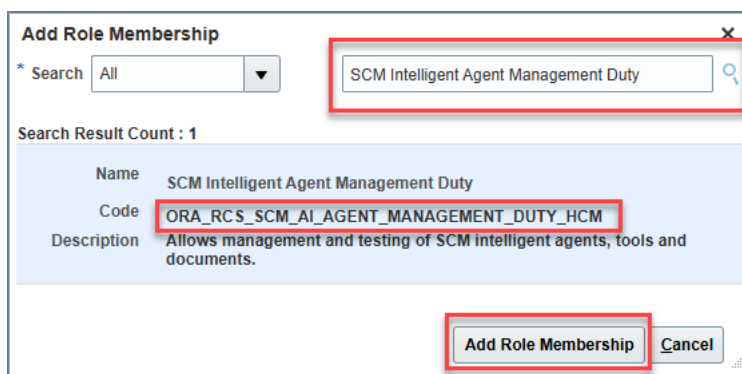 Add Role Membership ×
* Search All SCM Intelligent Agent Management Duty
Search Result Count : 1
Name SCM Intelligent Agent Management Duty
Code ORA_RCS_SCM_AI_AGENT_MANAGEMENT_DUTY_HCM
Description Allows management and testing of SCM intelligent agents, tools and
documents.
Add Role Membership Cancel